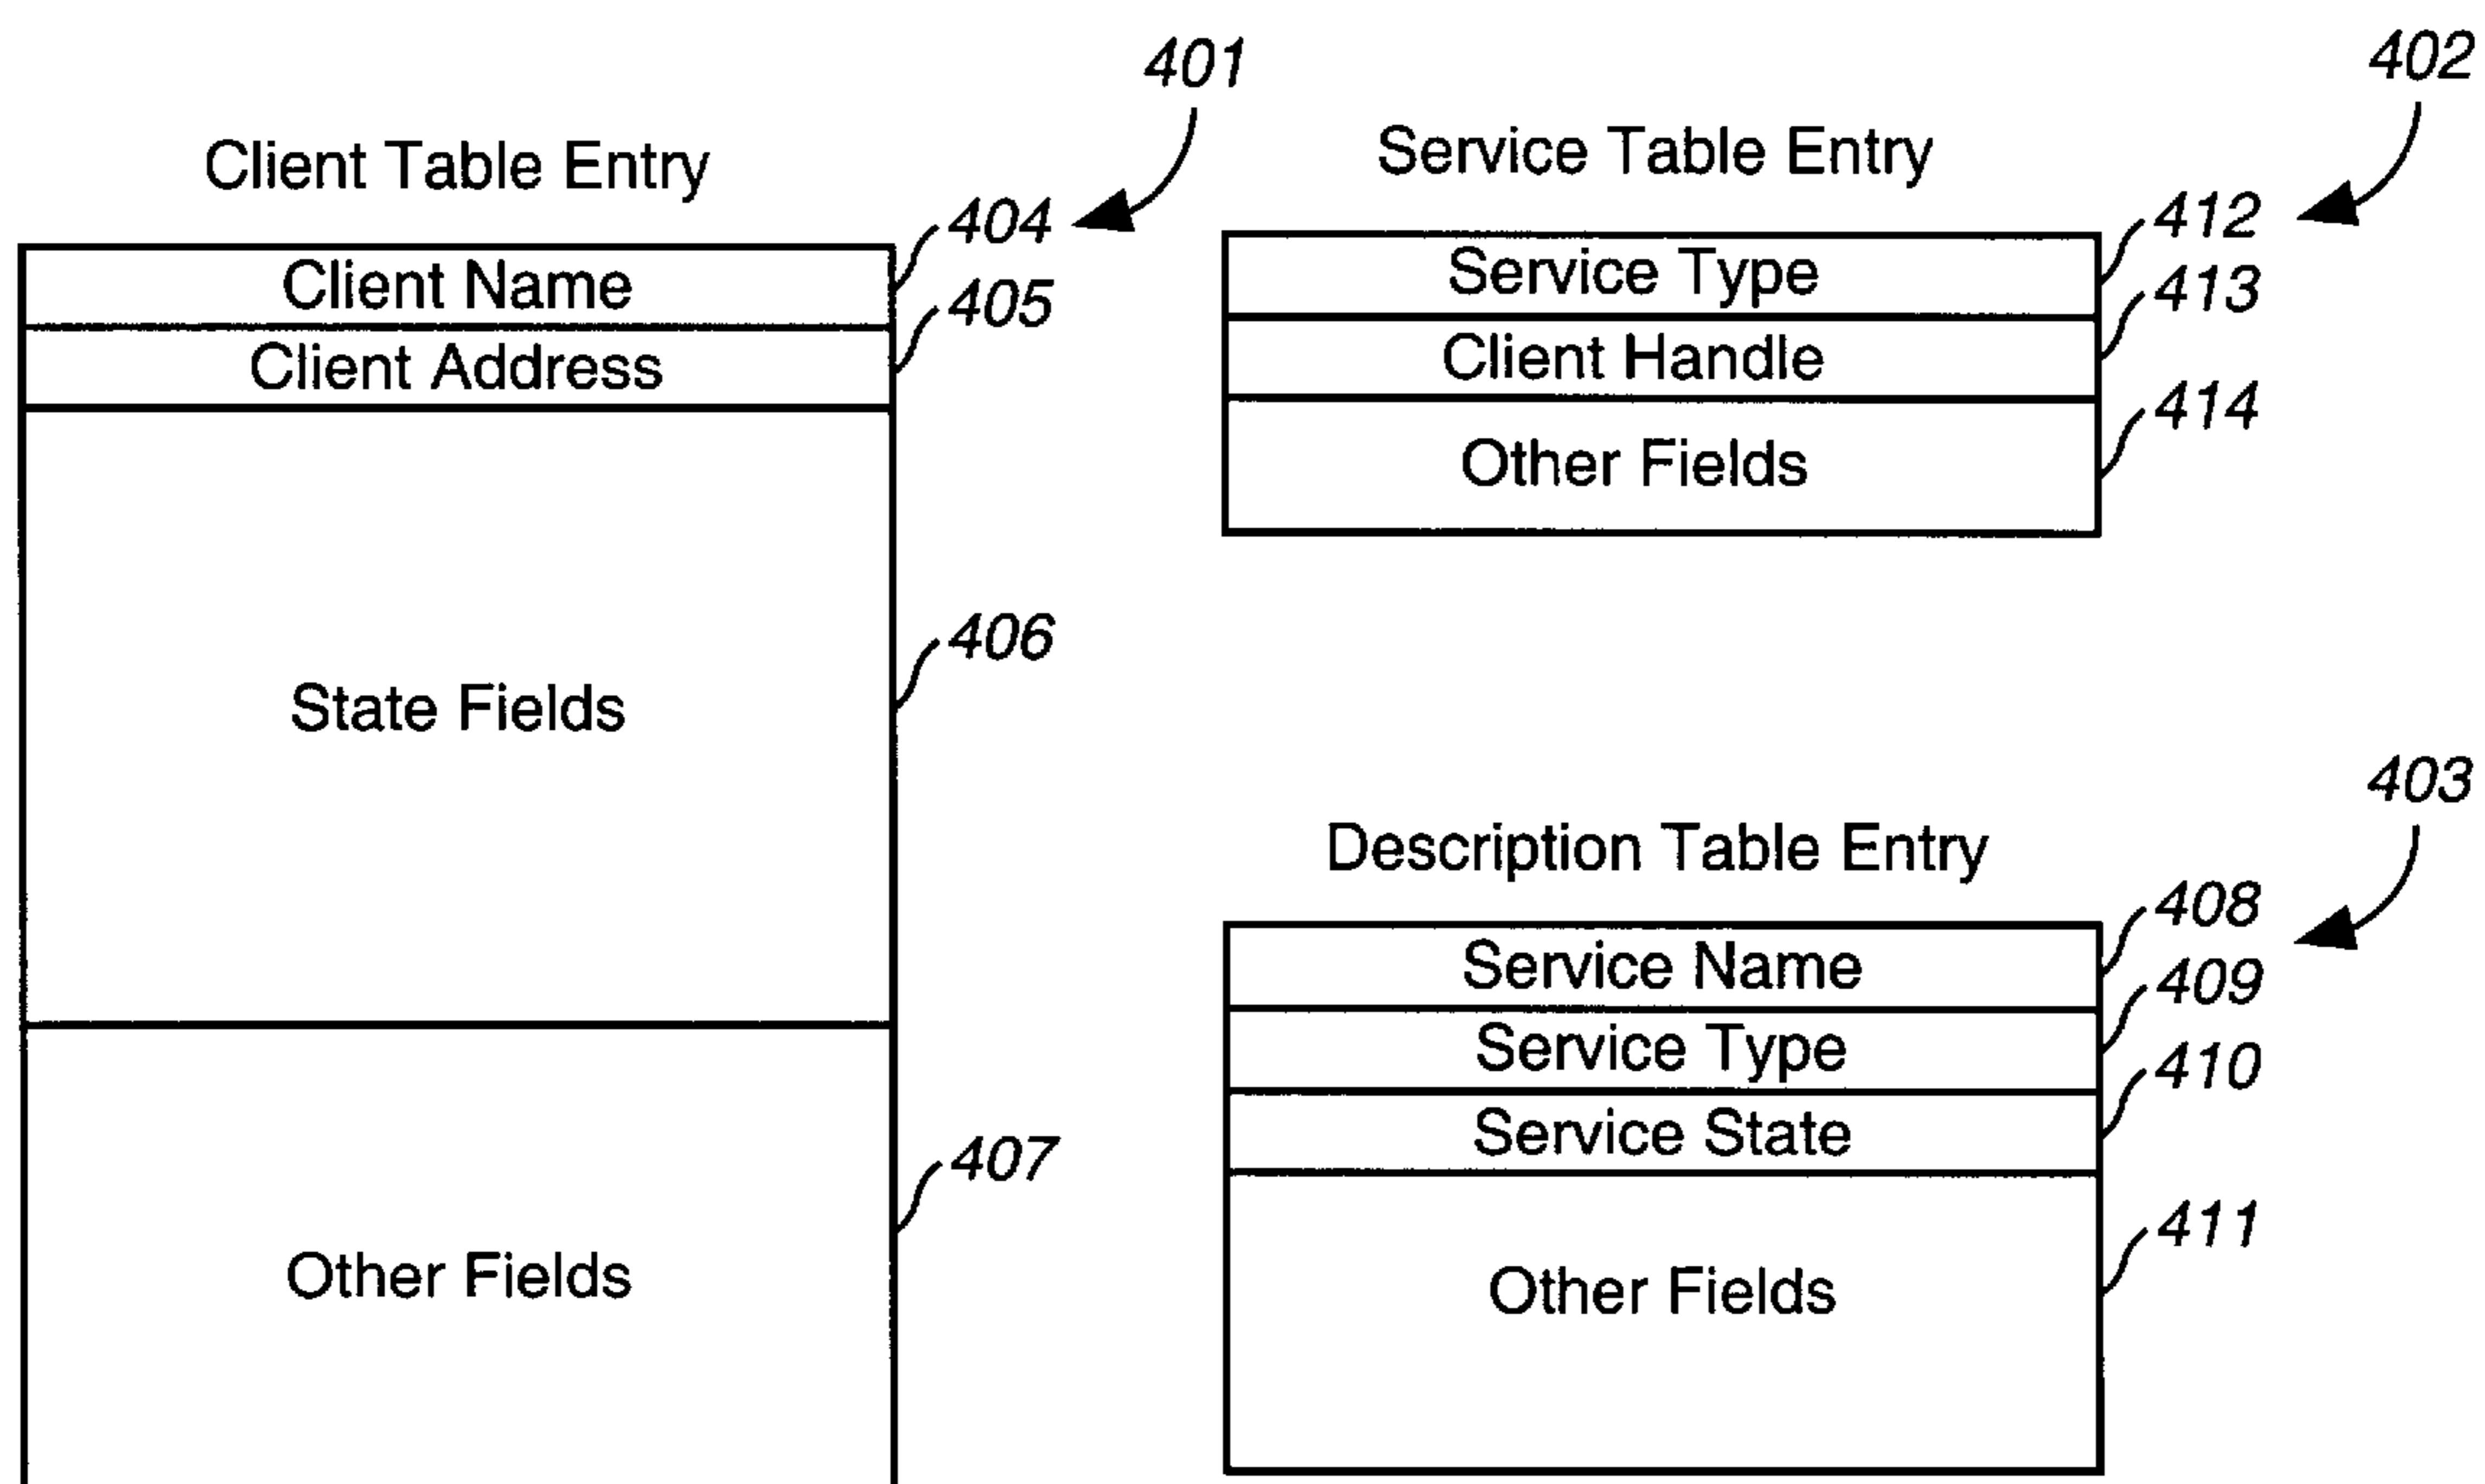 401
Client Table Entry
404
Client Name
405
Client Address
406
State Fields
407
Other Fields
402
Service Table Entry
412
Service Type
413
Client Handle
414
Other Fields
403
Description Table Entry
408
Service Name
409
Service Type
410
Service State
411
Other Fields